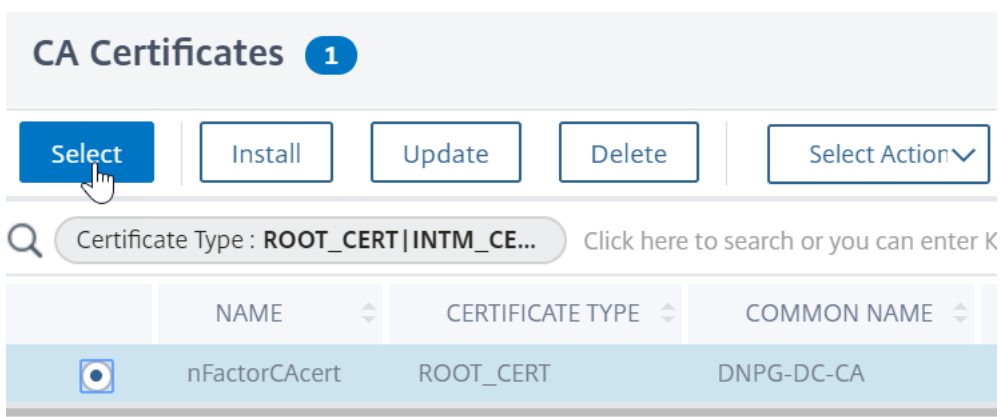 CA Certificates 1
Select Install Update Delete Select Action
Certificate Type : ROOT_CERT|INTM_CE... Click here to search or you can enter K
NAME CERTIFICATE TYPE COMMON NAME
nFactorCAcert ROOT_CERT DNPG-DC-CA